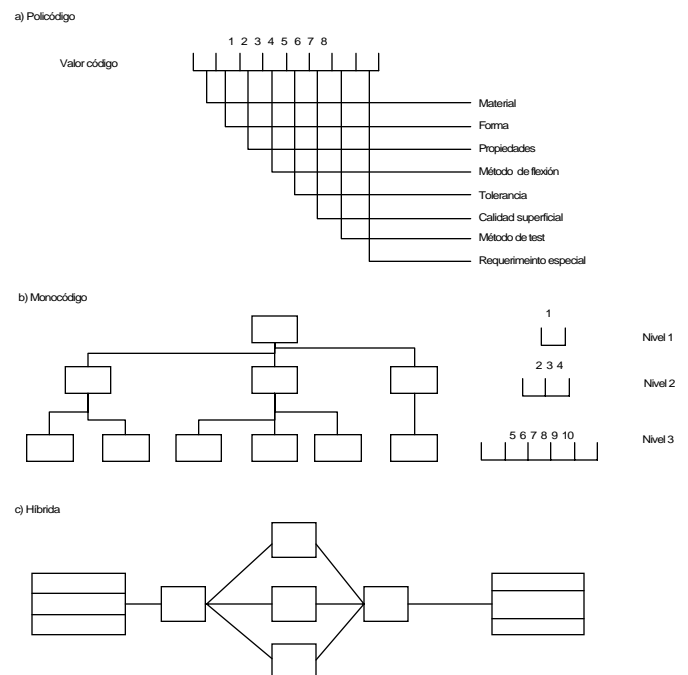 a) Policódigo
1 2 3 4 5 6 7 8
Valor código
Material
Forma
Propiedades
Método de flexión
Tolerancia
Calidad superficial
Método de test
Requerimeinto especial
b) Monocódigo
1
Nivel 1
2 3 4
Nivel 2
5 6 7 8 9 10
Nivel 3
c) Híbrida